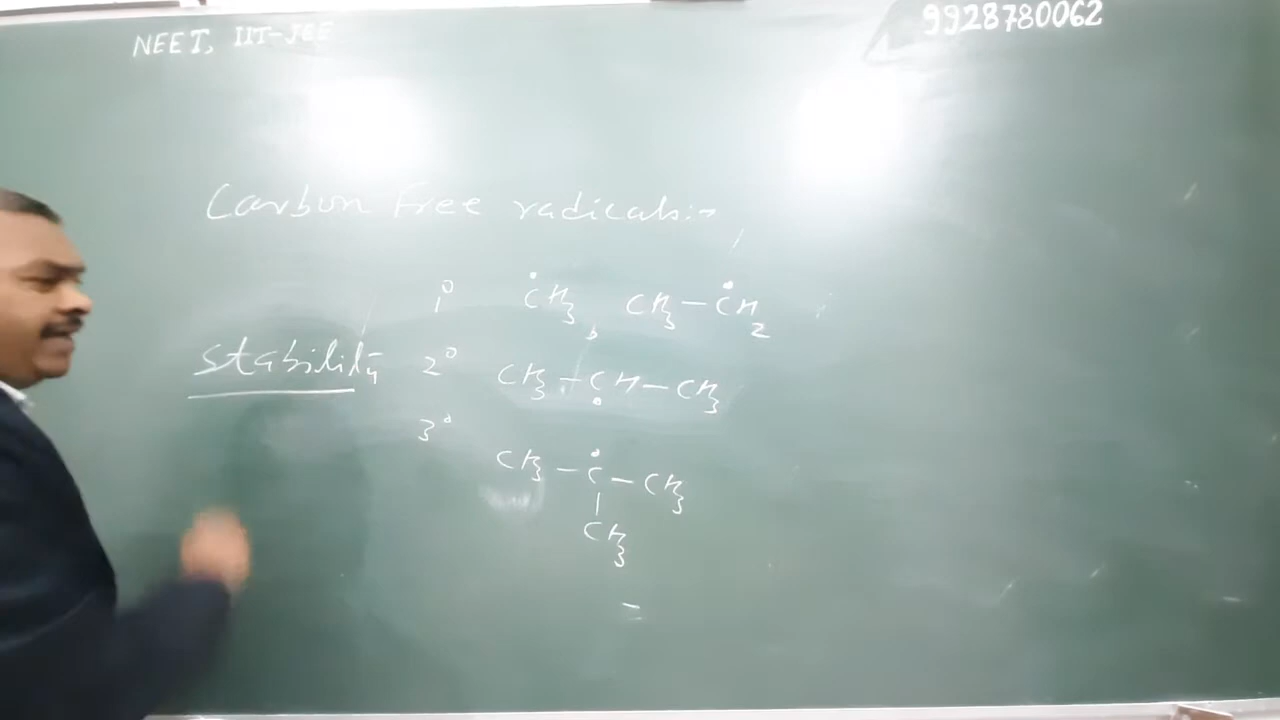 NEET, IIT-JEE
9928780062
Carbon free radicals:-
1° ĊH3, CH3-ĊH2
stability 2° CH3-ĊH-CH3
3°
CH3-Ċ-CH3
|
CH3
=